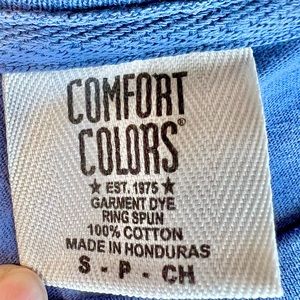 COMFORT
COLORS®
★ EST. 1975 ★
GARMENT DYE
RING SPUN
100% COTTON
MADE IN HONDURAS
S - P - CH